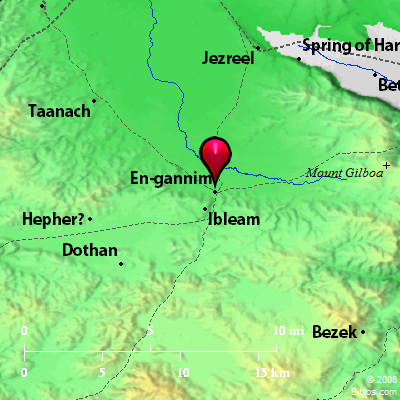 Jezreel
Spring of Har
Bet
Taanach
En-gannim
Mount Gilboa
Hepher?
Ibleam
Dothan
Bezek
0 5 10 mi
0 5 10 15 km
© 2008
Bibles.com